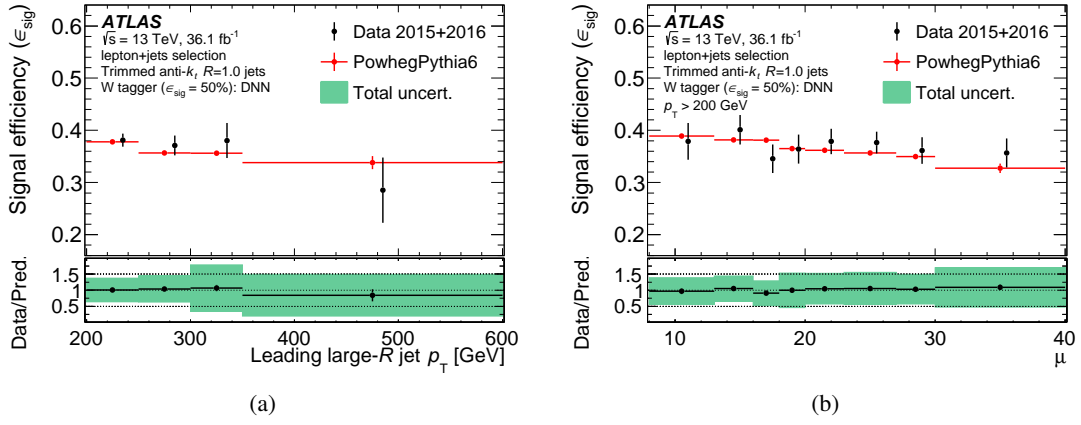 ATLAS
√s = 13 TeV, 36.1 fb-1
lepton+jets selection
Trimmed anti-kt R=1.0 jets
W tagger (ϵsig = 50%): DNN
Data 2015+2016
PowhegPythia6
Total uncert.
Signal efficiency (ϵsig)
0.6
0.5
0.4
0.3
0.2
Data/Pred.
1.5
1
0.5
200 300 400 500 600
Leading large-R jet pT [GeV]
(a)
ATLAS
√s = 13 TeV, 36.1 fb-1
lepton+jets selection
Trimmed anti-kt R=1.0 jets
W tagger (ϵsig = 50%): DNN
pT > 200 GeV
Data 2015+2016
PowhegPythia6
Total uncert.
Signal efficiency (ϵsig)
0.6
0.5
0.4
0.3
0.2
Data/Pred.
1.5
1
0.5
10 20 30 40
μ
(b)